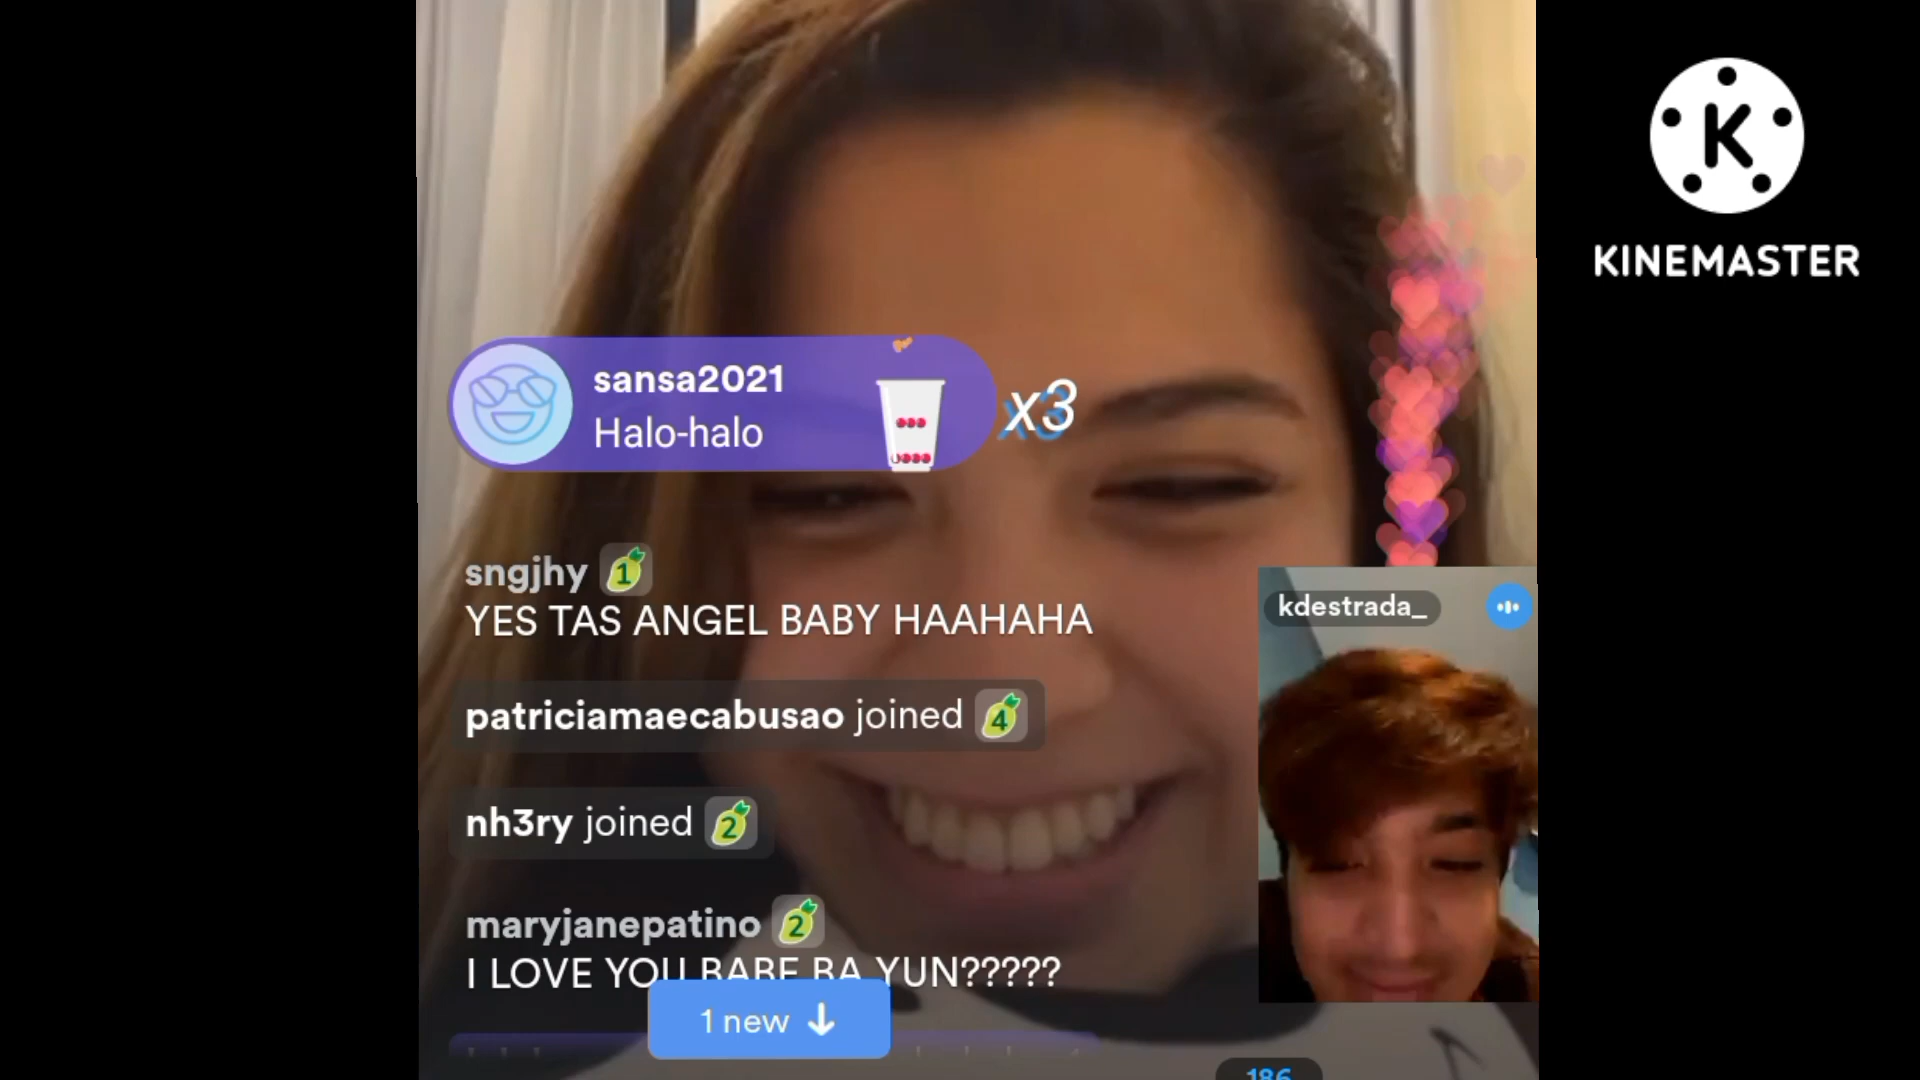 KINEMASTER
sansa2021
Halo-halo
x3
sngjhy 1
YES TAS ANGEL BABY HAAHAHA
kdestrada_
patriciamaecabusao joined 4
nh3ry joined 2
maryjanepatino 2
I LOVE YOU BABE BA YUN?????
1 new
186